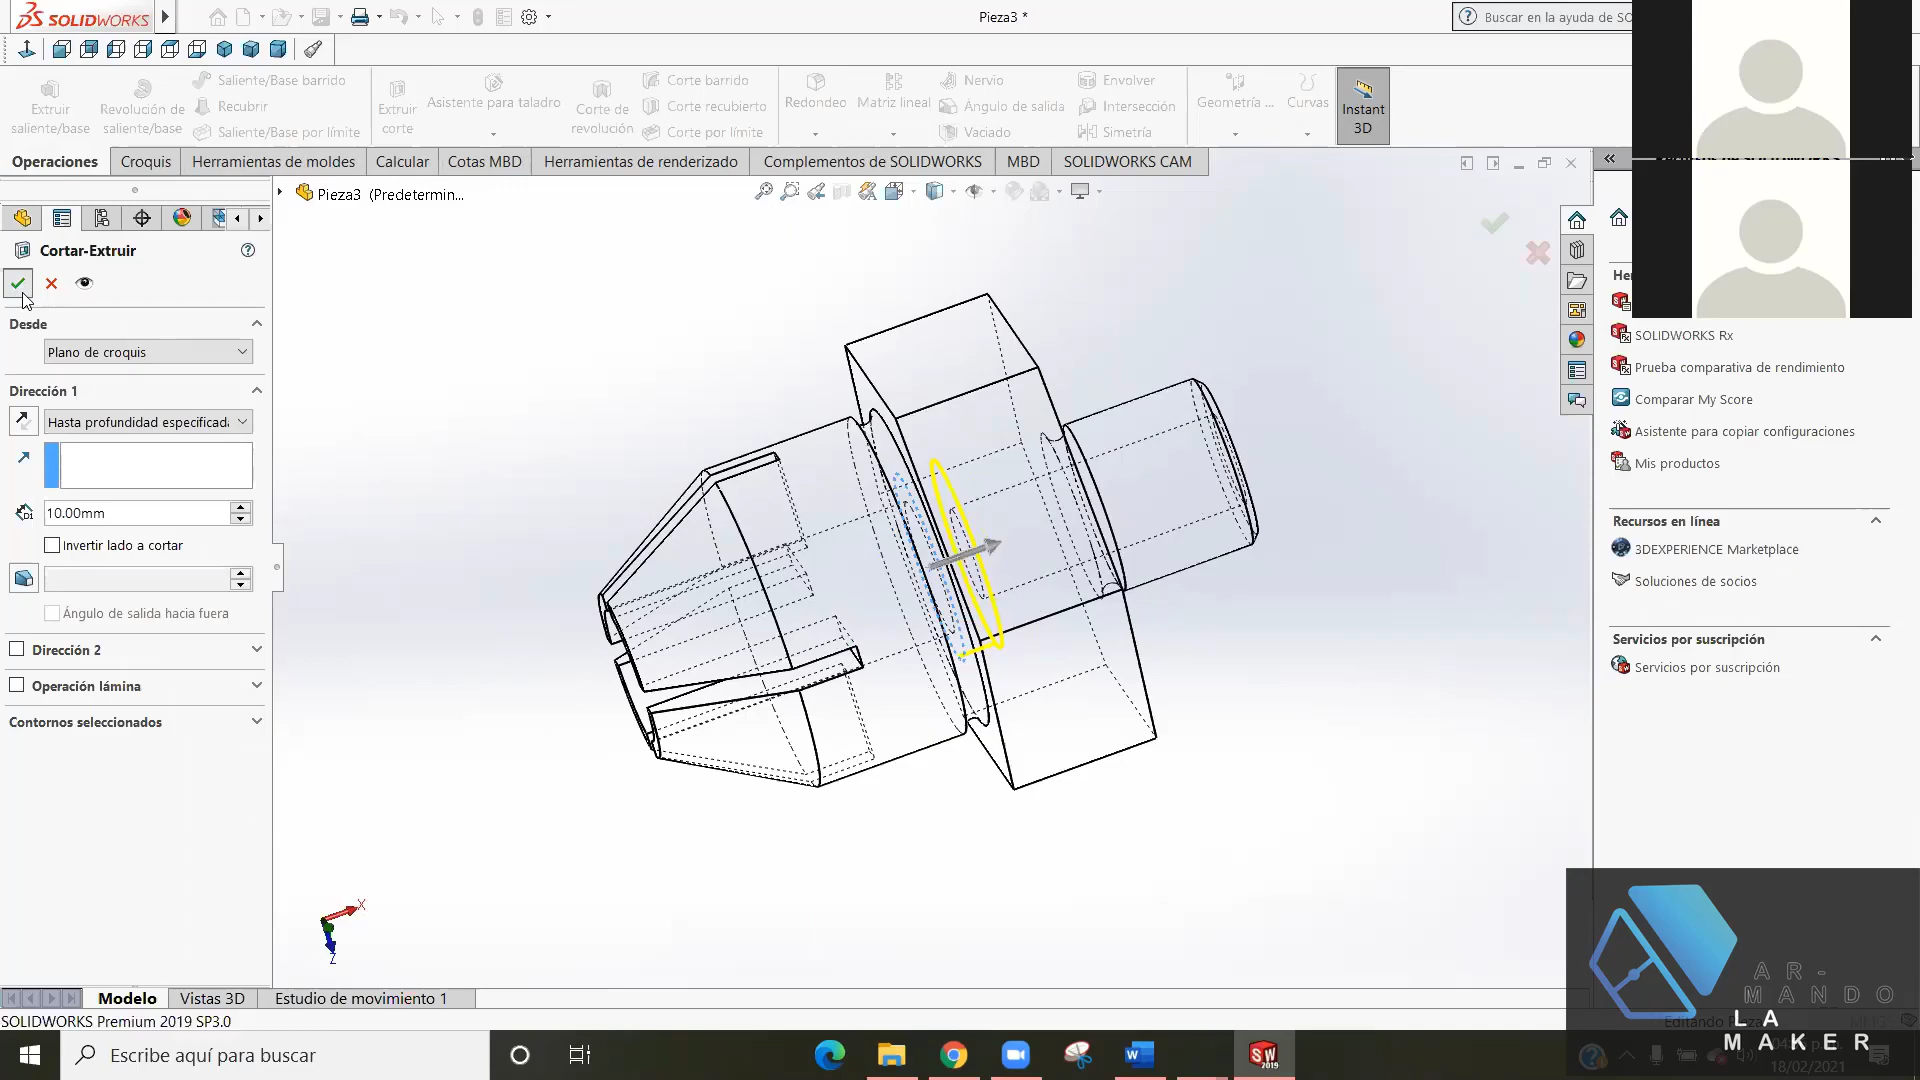 SOLIDWORKS
Pieza3 *
Buscar en la ayuda de SO
Extruir saliente/base
Revolución de saliente/base
Saliente/Base barrido
Recubrir
Saliente/Base por límite
Extruir corte
Asistente para taladro
Corte de revolución
Corte barrido
Corte recubierto
Corte por límite
Redondeo
Matriz lineal
Nervio
Ángulo de salida
Vaciado
Envolver
Intersección
Simetría
Geometría ...
Curvas
Instant 3D
Operaciones
Croquis
Herramientas de moldes
Calcular
Cotas MBD
Herramientas de renderizado
Complementos de SOLIDWORKS
MBD
SOLIDWORKS CAM
Pieza3 (Predetermin...
Cortar-Extruir
Desde
Plano de croquis
Dirección 1
Hasta profundidad especificada
10.00mm
Invertir lado a cortar
Ángulo de salida hacia fuera
Dirección 2
Operación lámina
Contornos seleccionados
X
Z
SOLIDWORKS Rx
Prueba comparativa de rendimiento
Comparar My Score
Asistente para copiar configuraciones
Mis productos
Recursos en línea
3DEXPERIENCE Marketplace
Soluciones de socios
Servicios por suscripción
Servicios por suscripción
Modelo
Vistas 3D
Estudio de movimiento 1
SOLIDWORKS Premium 2019 SP3.0
AR-
MANDO
LA
MAKER
Escribe aquí para buscar
SW
2019
18/02/2021